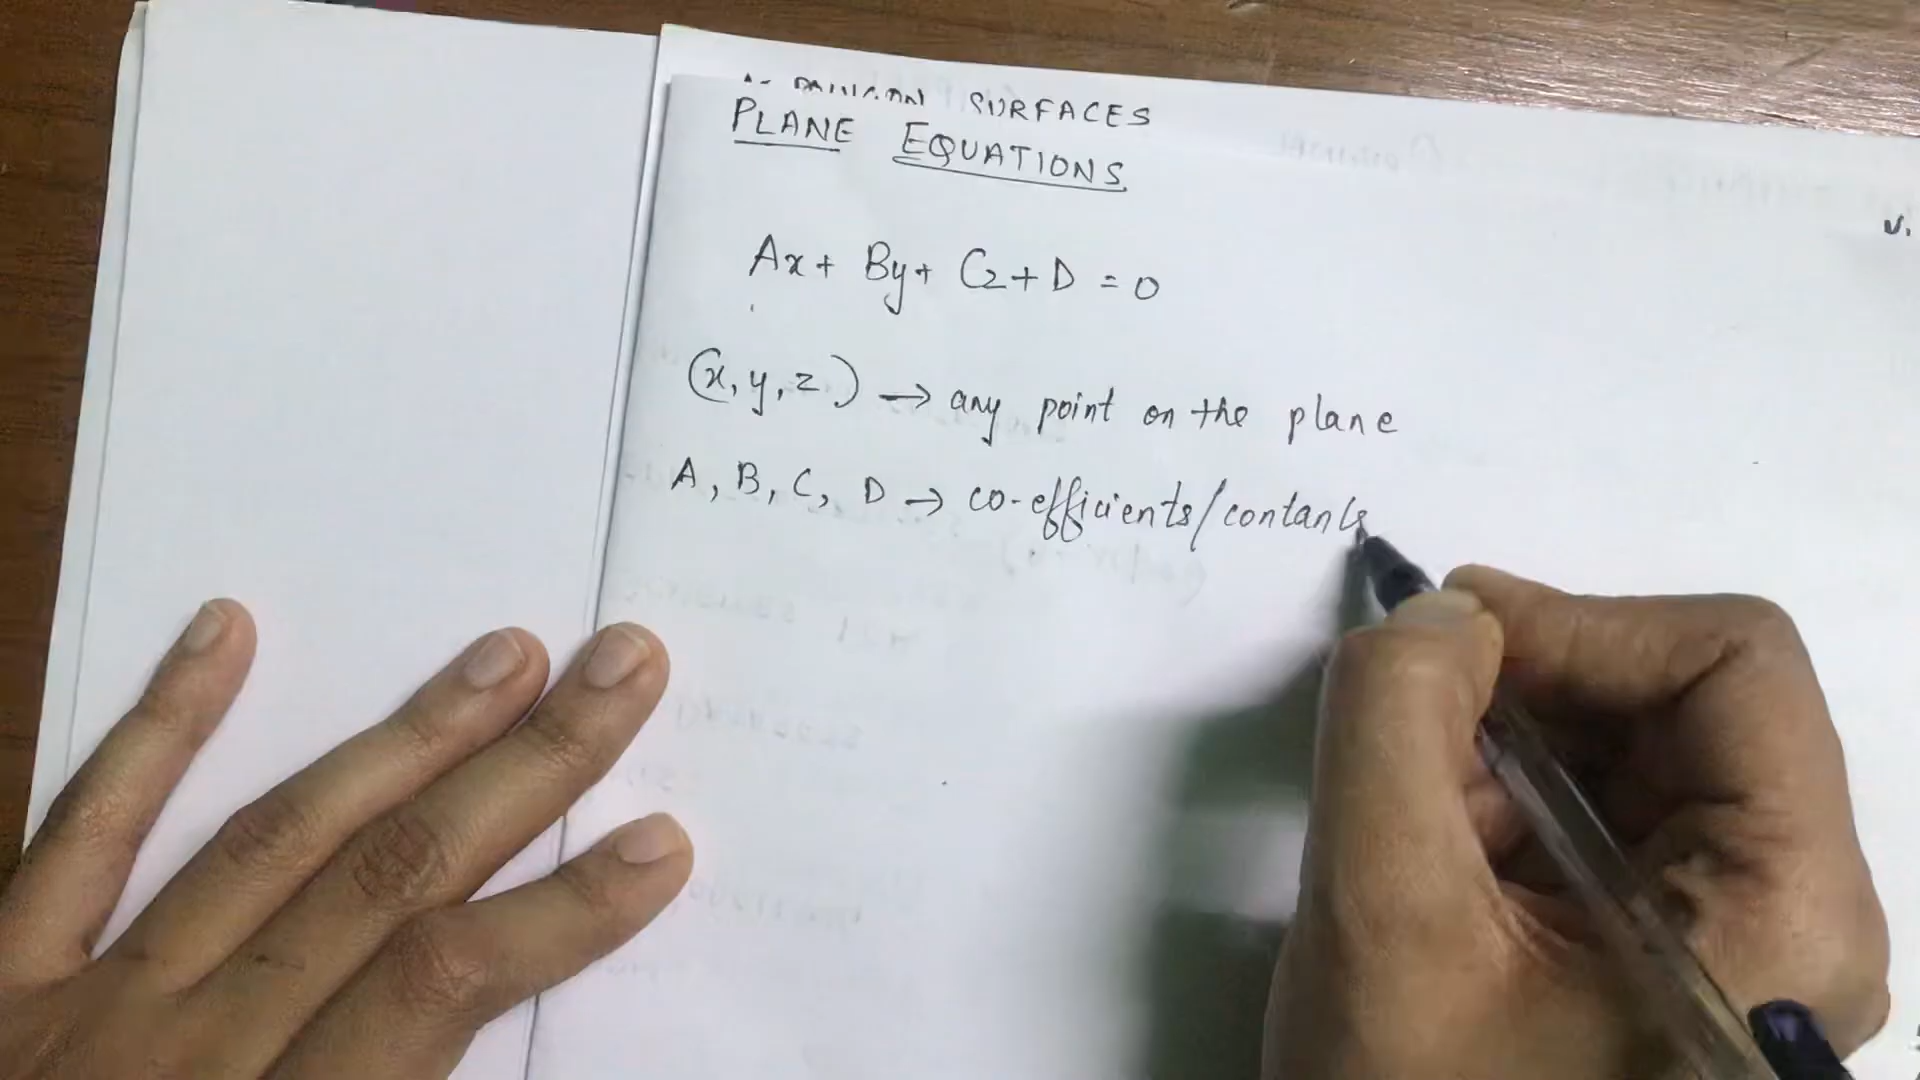 SURFACES
PLANE EQUATIONS
Ax + By + Cz + D = 0
(x, y, z) → any point on the plane
A, B, C, D → co-efficients/contants